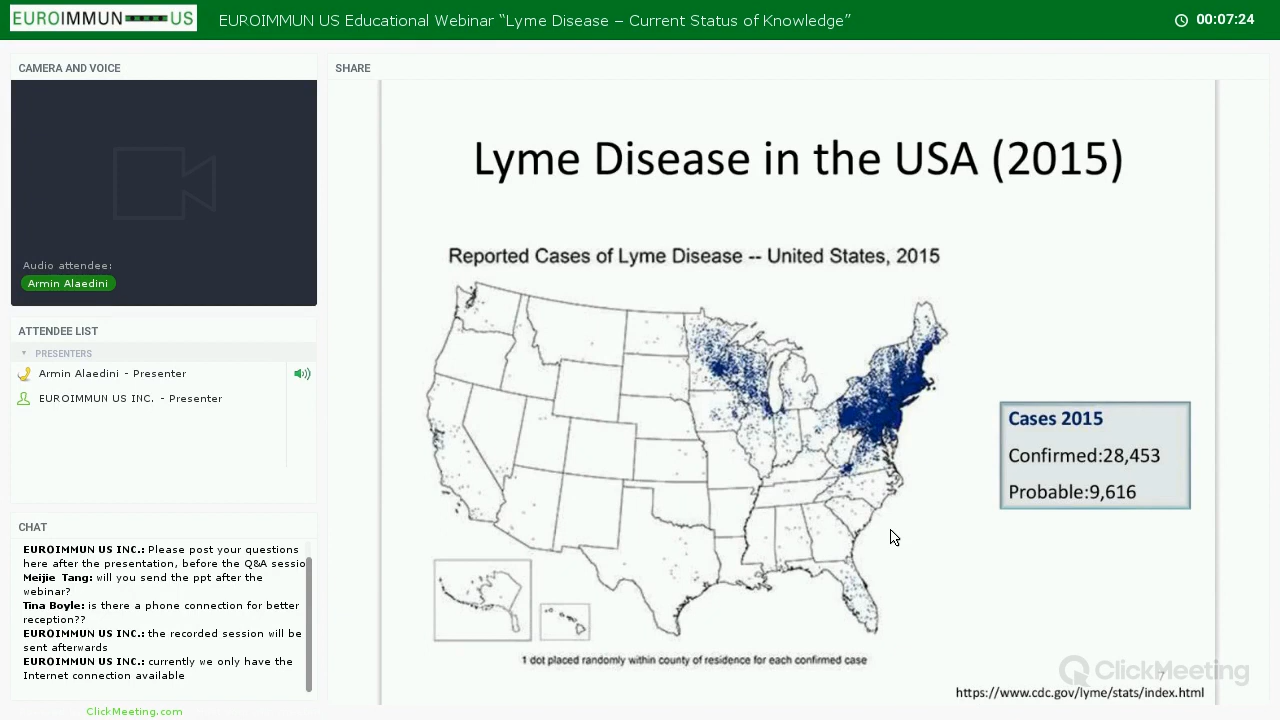 EUROIMMUN US
EUROIMMUN US Educational Webinar “Lyme Disease – Current Status of Knowledge”
00:07:24
CAMERA AND VOICE
Audio attendee:
Armin Alaedini
ATTENDEE LIST
PRESENTERS
Armin Alaedini - Presenter
EUROIMMUN US INC. - Presenter
CHAT
EUROIMMUN US INC.: Please post your questions
here after the presentation, before the Q&A sessio
Meijie Tang: will you send the ppt after the
webinar?
Tina Boyle: is there a phone connection for better
reception??
EUROIMMUN US INC.: the recorded session will be
sent afterwards
EUROIMMUN US INC.: currently we only have the
Internet connection available
ClickMeeting.com
SHARE
Lyme Disease in the USA (2015)
Reported Cases of Lyme Disease -- United States, 2015
Cases 2015
Confirmed:28,453
Probable:9,616
1 dot placed randomly within county of residence for each confirmed case
ClickMeeting
7
https://www.cdc.gov/lyme/stats/index.html